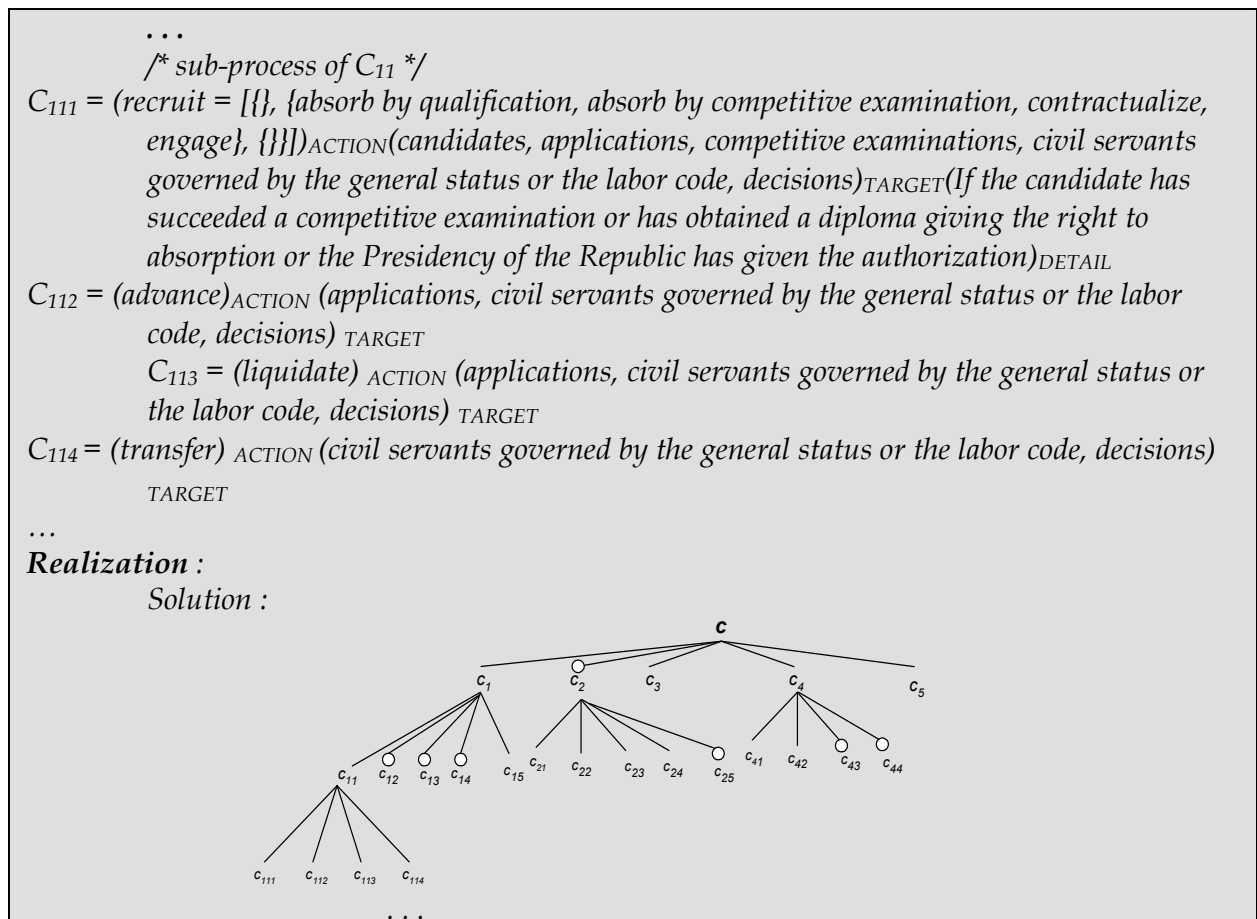 . . .
/* sub-process of C111 */
C111 = (recruit = [{}, {absorb by qualification, absorb by competitive examination, contractualize,
engage}, {}}])ACTION(candidates, applications, competitive examinations, civil servants
governed by the general status or the labor code, decisions)TARGET(If the candidate has
succeeded a competitive examination or has obtained a diploma giving the right to
absorption or the Presidency of the Republic has given the authorization)DETAIL
C112 = (advance)ACTION (applications, civil servants governed by the general status or the labor
code, decisions) TARGET
C113 = (liquidate) ACTION (applications, civil servants governed by the general status or
the labor code, decisions) TARGET
C114 = (transfer) ACTION (civil servants governed by the general status or the labor code, decisions)
TARGET
…
Realization :
Solution :
c
c1 c2 c3 c4 c5
c11 c12 c13 c14 c15 c21 c22 c23 c24 c25 c41 c42 c43 c44
c111 c112 c113 c114
. . .